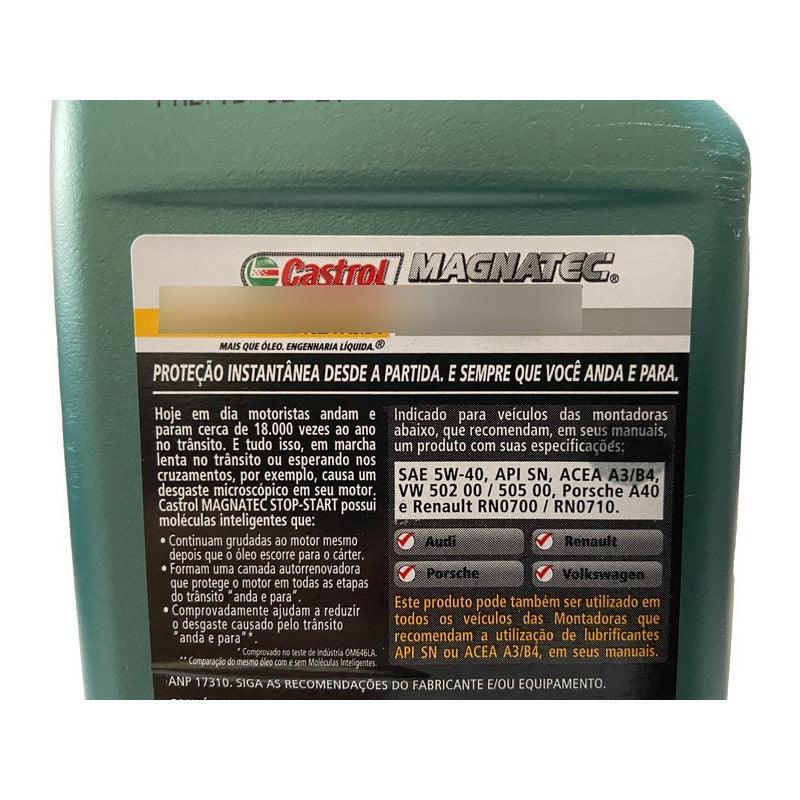 Castrol MAGNATEC®
MAIS QUE ÓLEO. ENGENHARIA LÍQUIDA.®
PROTEÇÃO INSTANTÂNEA DESDE A PARTIDA. E SEMPRE QUE VOCÊ ANDA E PARA.
Hoje em dia motoristas andam e
param cerca de 18.000 vezes ao ano
no trânsito. E tudo isso, em marcha
lenta no trânsito ou esperando nos
cruzamentos, por exemplo, causa um
desgaste microscópico em seu motor.
Castrol MAGNATEC STOP-START possui
moléculas inteligentes que:
• Continuam grudadas ao motor mesmo
depois que o óleo escorre para o cárter.
• Formam uma camada autorrenovadora
que protege o motor em todas as etapas
do trânsito "anda e para".
• Comprovadamente ajudam a reduzir
o desgaste causado pelo trânsito
"anda e para"*.
* Comprovado no teste de Indústria OM646LA.
** Comparação do mesmo óleo com e sem Moléculas Inteligentes.
Indicado para veículos das montadoras
abaixo, que recomendam, em seus manuais,
um produto com suas especificações:
SAE 5W-40, API SN, ACEA A3/B4,
VW 502 00 / 505 00, Porsche A40
e Renault RN0700 / RN0710.
Audi
Renault
Porsche
Volkswagen
Este produto pode também ser utilizado em
todos os veículos das Montadoras que
recomendam a utilização de lubrificantes
API SN ou ACEA A3/B4, em seus manuais.
ANP 17310. SIGA AS RECOMENDAÇÕES DO FABRICANTE E/OU EQUIPAMENTO.